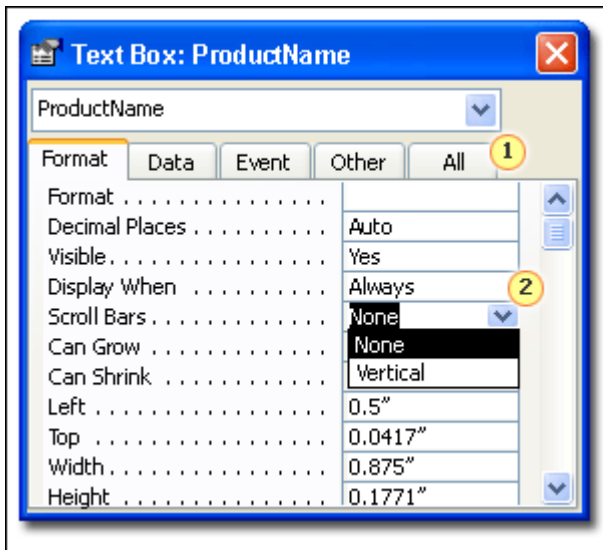 Text Box: ProductName
ProductName
Format Data Event Other All 1
Format . . . . . . . . . . . . . . .
Decimal Places . . . . . . . . . . Auto
Visible. . . . . . . . . . . . . . . . Yes
Display When . . . . . . . . . . Always 2
Scroll Bars . . . . . . . . . . . . . None
Can Grow . . . . . . . . . . . . . None
Can Shrink . . . . . . . . . . . . Vertical
Left . . . . . . . . . . . . . . . . . 0.5"
Top . . . . . . . . . . . . . . . . . 0.0417"
Width . . . . . . . . . . . . . . . . 0.875"
Height . . . . . . . . . . . . . . . 0.1771"